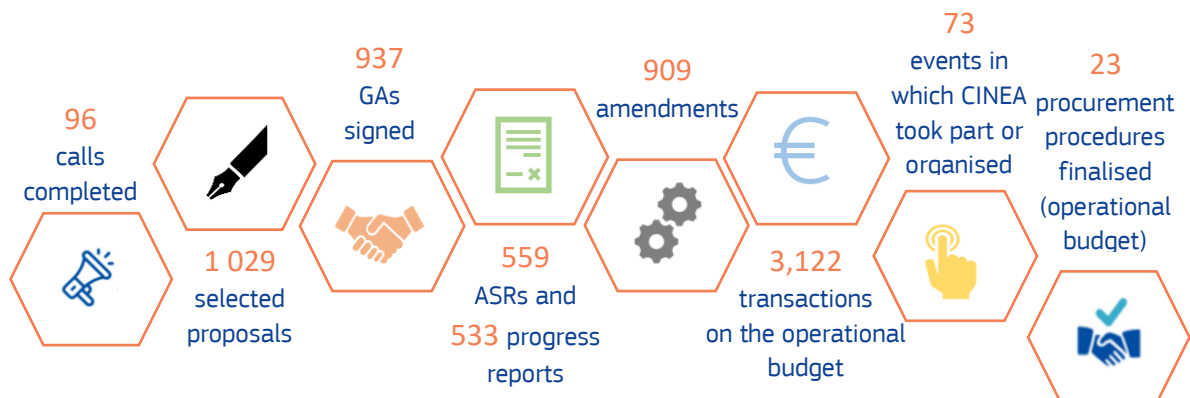 96
calls
completed
1 029
selected
proposals
937
GAs
signed
559
ASRs and
533 progress
reports
909
amendments
3,122
transactions
on the operational
budget
73
events in
which CINEA
took part or
organised
23
procurement
procedures
finalised
(operational
budget)